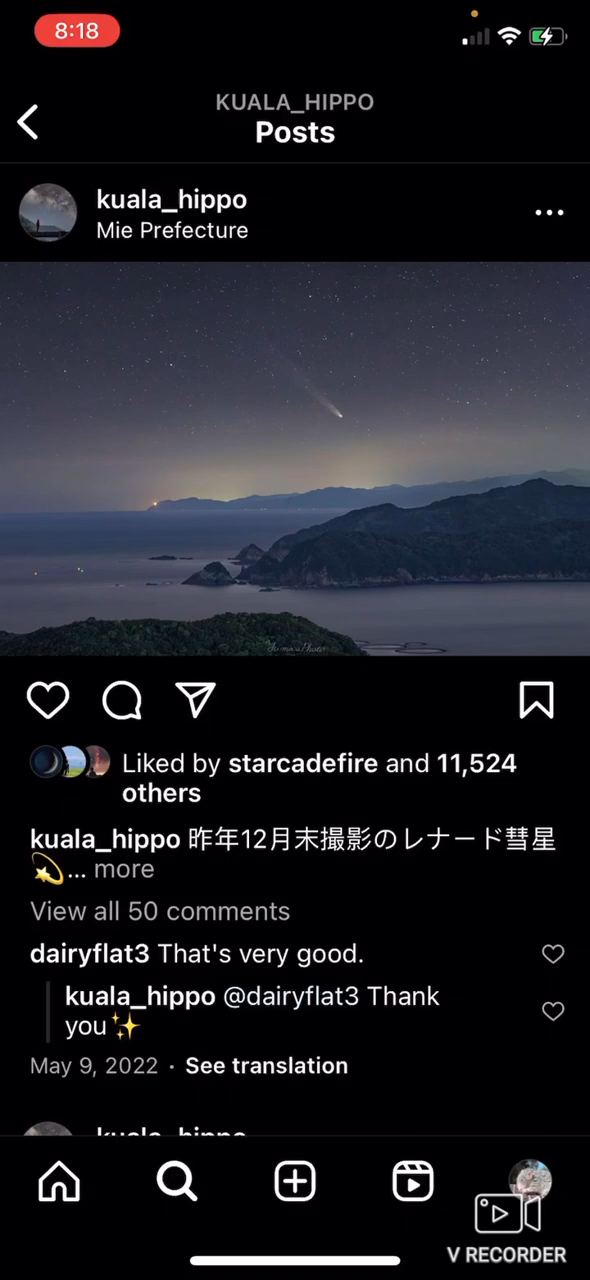 8:18
KUALA_HIPPO
Posts
kuala_hippo
Mie Prefecture
Liked by starcadefire and 11,524
others
kuala_hippo 昨年12月末撮影のレナード彗星
💫... more
View all 50 comments
dairyflat3 That's very good.
kuala_hippo @dairyflat3 Thank
you✨
May 9, 2022 · See translation
kuala_hippo
V RECORDER